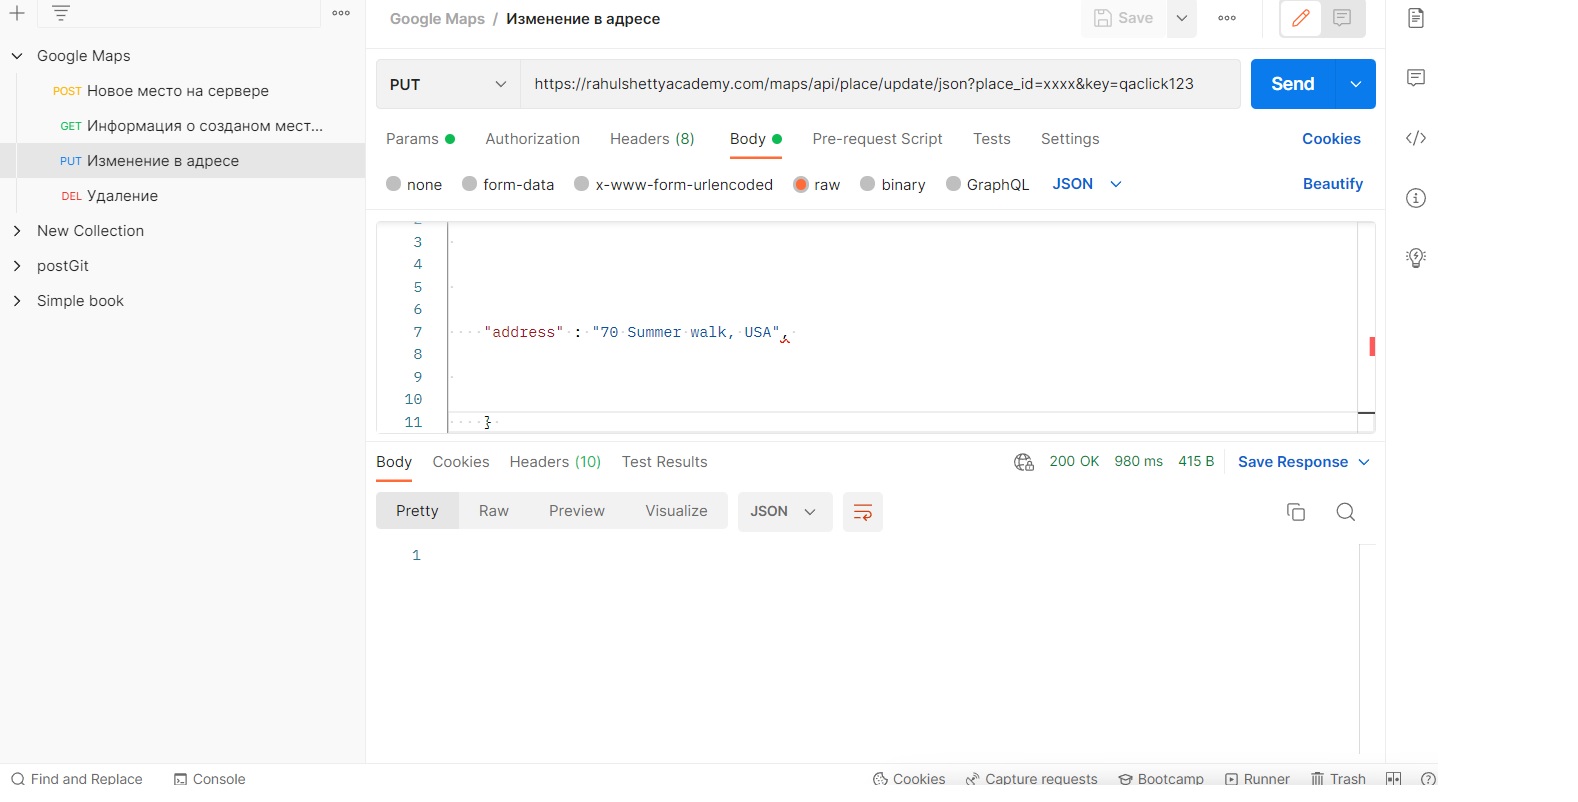 Google Maps / Изменение в адресе
Save
Google Maps
POST Новое место на сервере
GET Информация о созданом мест...
PUT Изменение в адресе
DEL Удаление
New Collection
postGit
Simple book
PUT
https://rahulshettyacademy.com/maps/api/place/update/json?place_id=xxxx&key=qaclick123
Send
Params
Authorization
Headers (8)
Body
Pre-request Script
Tests
Settings
Cookies
none
form-data
x-www-form-urlencoded
raw
binary
GraphQL
JSON
Beautify
3
4
5
6
7 "address" : "70 Summer walk, USA",
8
9
10
11 }
Body
Cookies
Headers (10)
Test Results
200 OK
980 ms
415 B
Save Response
Pretty
Raw
Preview
Visualize
JSON
1
Find and Replace
Console
Cookies
Capture requests
Bootcamp
Runner
Trash